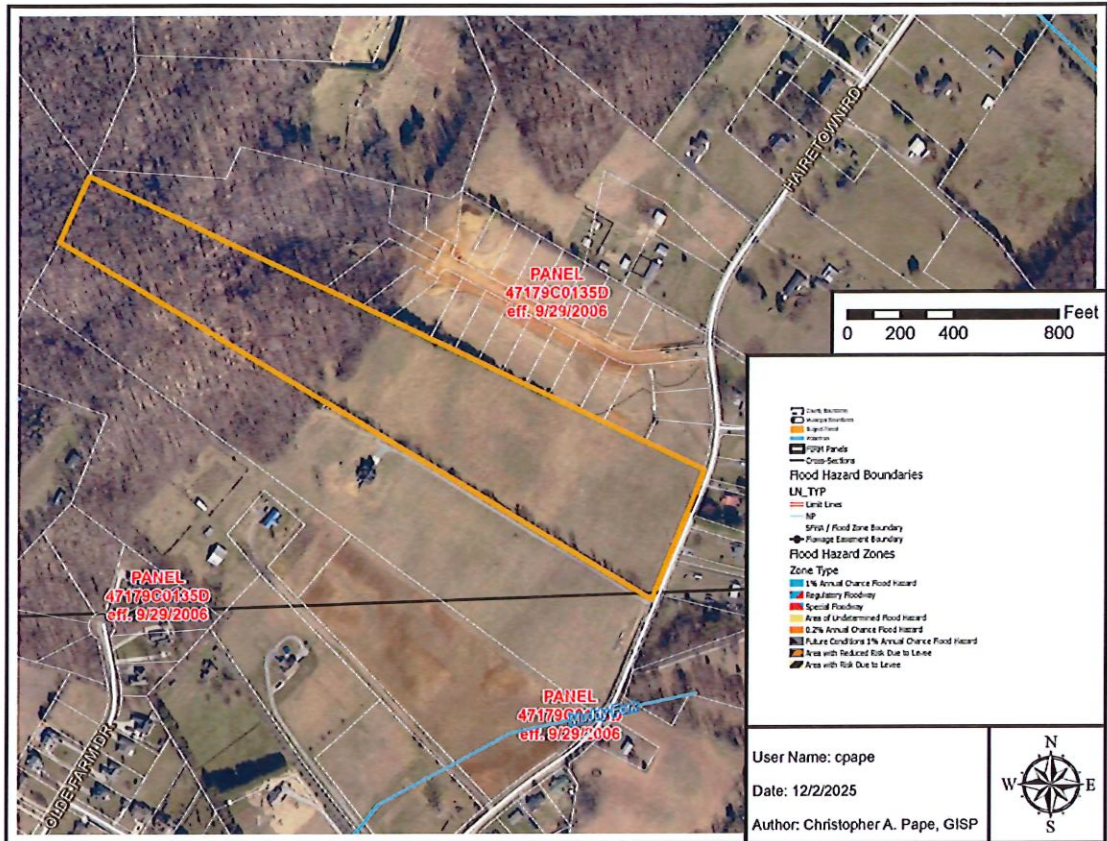 HAIRETOWN RD
PANEL
47179C0135D
eff. 9/29/2006
Feet
0 200 400 800
FIRM Panels
Cross-Sections
Flood Hazard Boundaries
LN_TYP
Limit Lines
NP
SFHA / Flood Zone Boundary
Flowage Easement Boundary
Flood Hazard Zones
Zone Type
1% Annual Chance Flood Hazard
Regulatory Floodway
Special Floodway
Area of Undetermined Flood Hazard
0.2% Annual Chance Flood Hazard
Future Conditions 1% Annual Chance Flood Hazard
Area with Reduced Risk Due to Levee
Area with Risk Due to Levee
PANEL
47179C0135D
eff. 9/29/2006
PANEL
eff. 9/29/2006
OLDE FARM DR.
User Name: cpape
Date: 12/2/2025
Author: Christopher A. Pape, GISP
N
W E
S